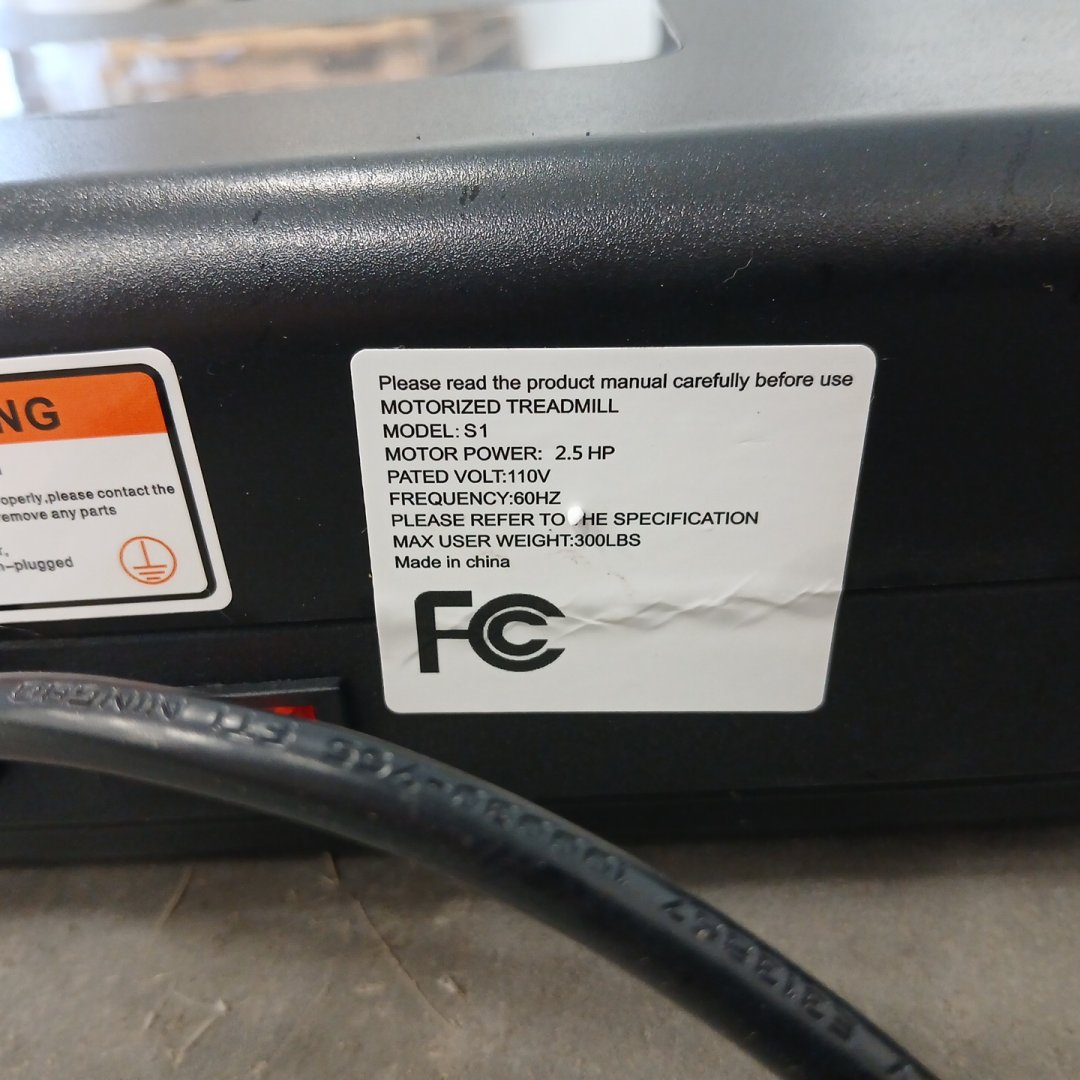 NG
operly ,please contact the
emove any parts
-plugged
Please read the product manual carefully before use
MOTORIZED TREADMILL
MODEL: S1
MOTOR POWER: 2.5 HP
PATED VOLT:110V
FREQUENCY:60HZ
PLEASE REFER TO HE SPECIFICATION
MAX USER WEIGHT:300LBS
Made in china
FC